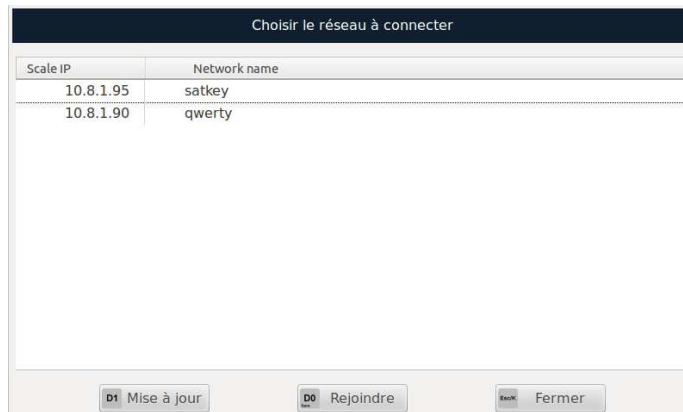 Choisir le réseau à connecter
Scale IP Network name
10.8.1.95 satkey
10.8.1.90 qwerty
D1 Mise à jour D0 Rejoindre Esc/K Fermer